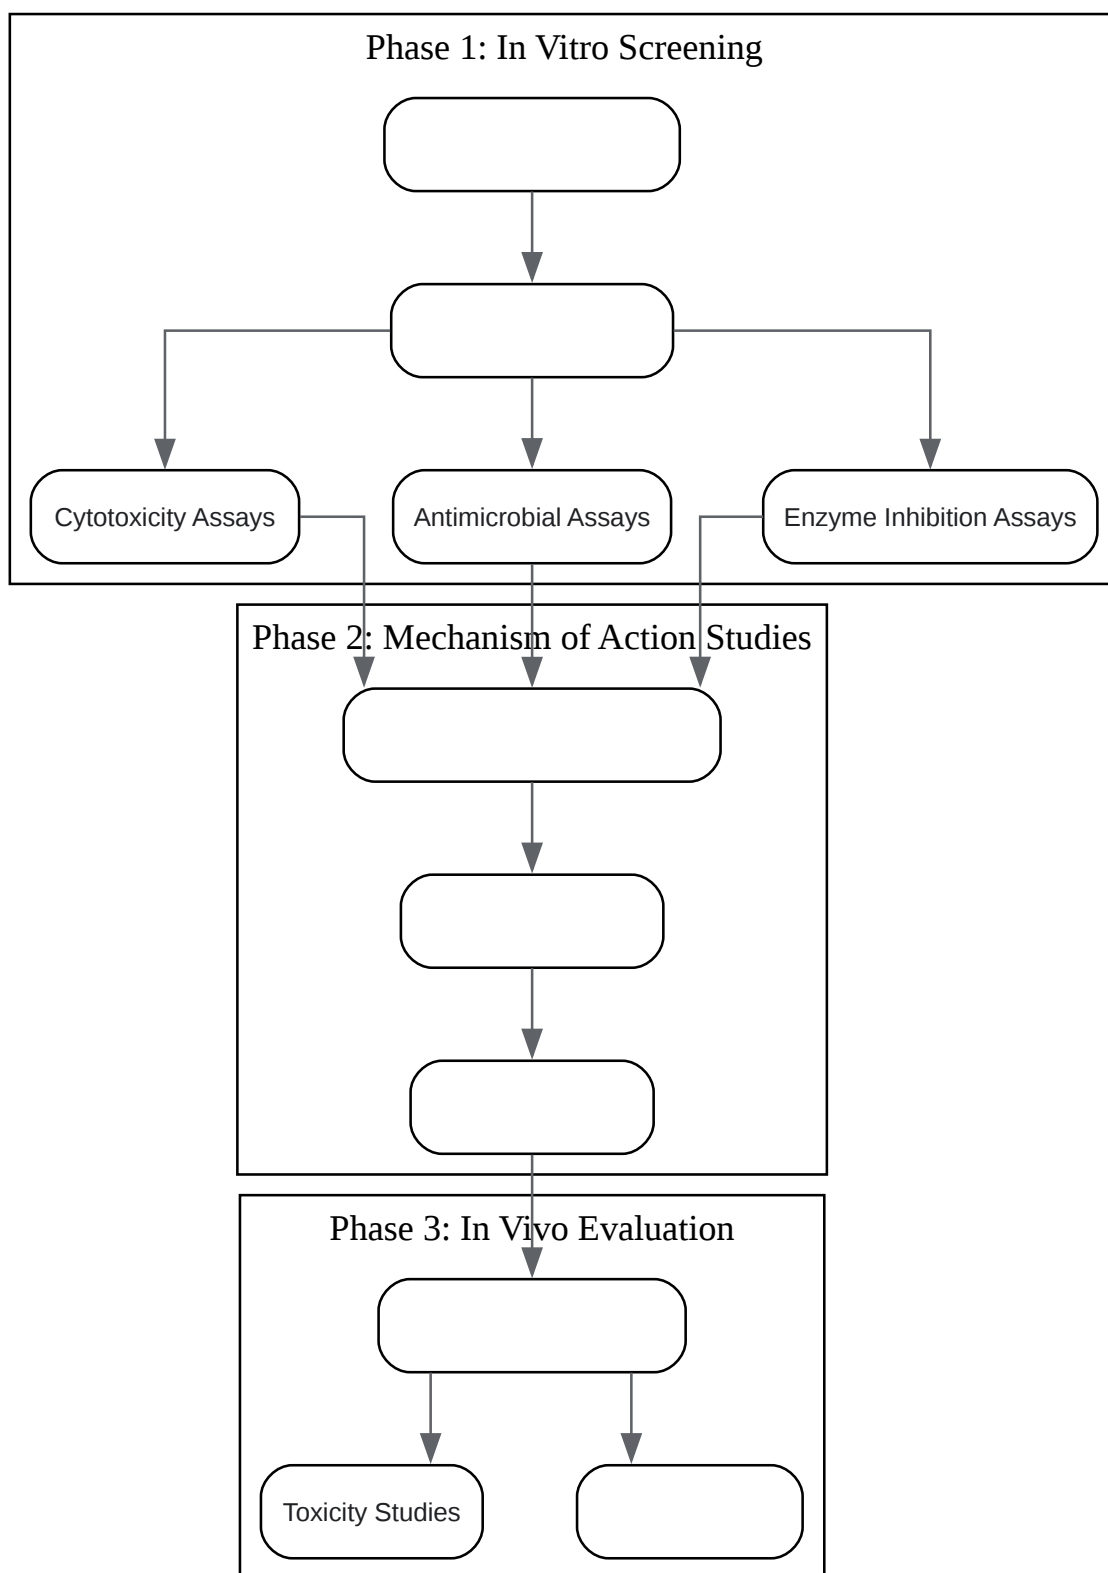 Phase 1: In Vitro Screening
Cytotoxicity Assays
Antimicrobial Assays
Enzyme Inhibition Assays
Phase 2: Mechanism of Action Studies
Phase 3: In Vivo Evaluation
Toxicity Studies